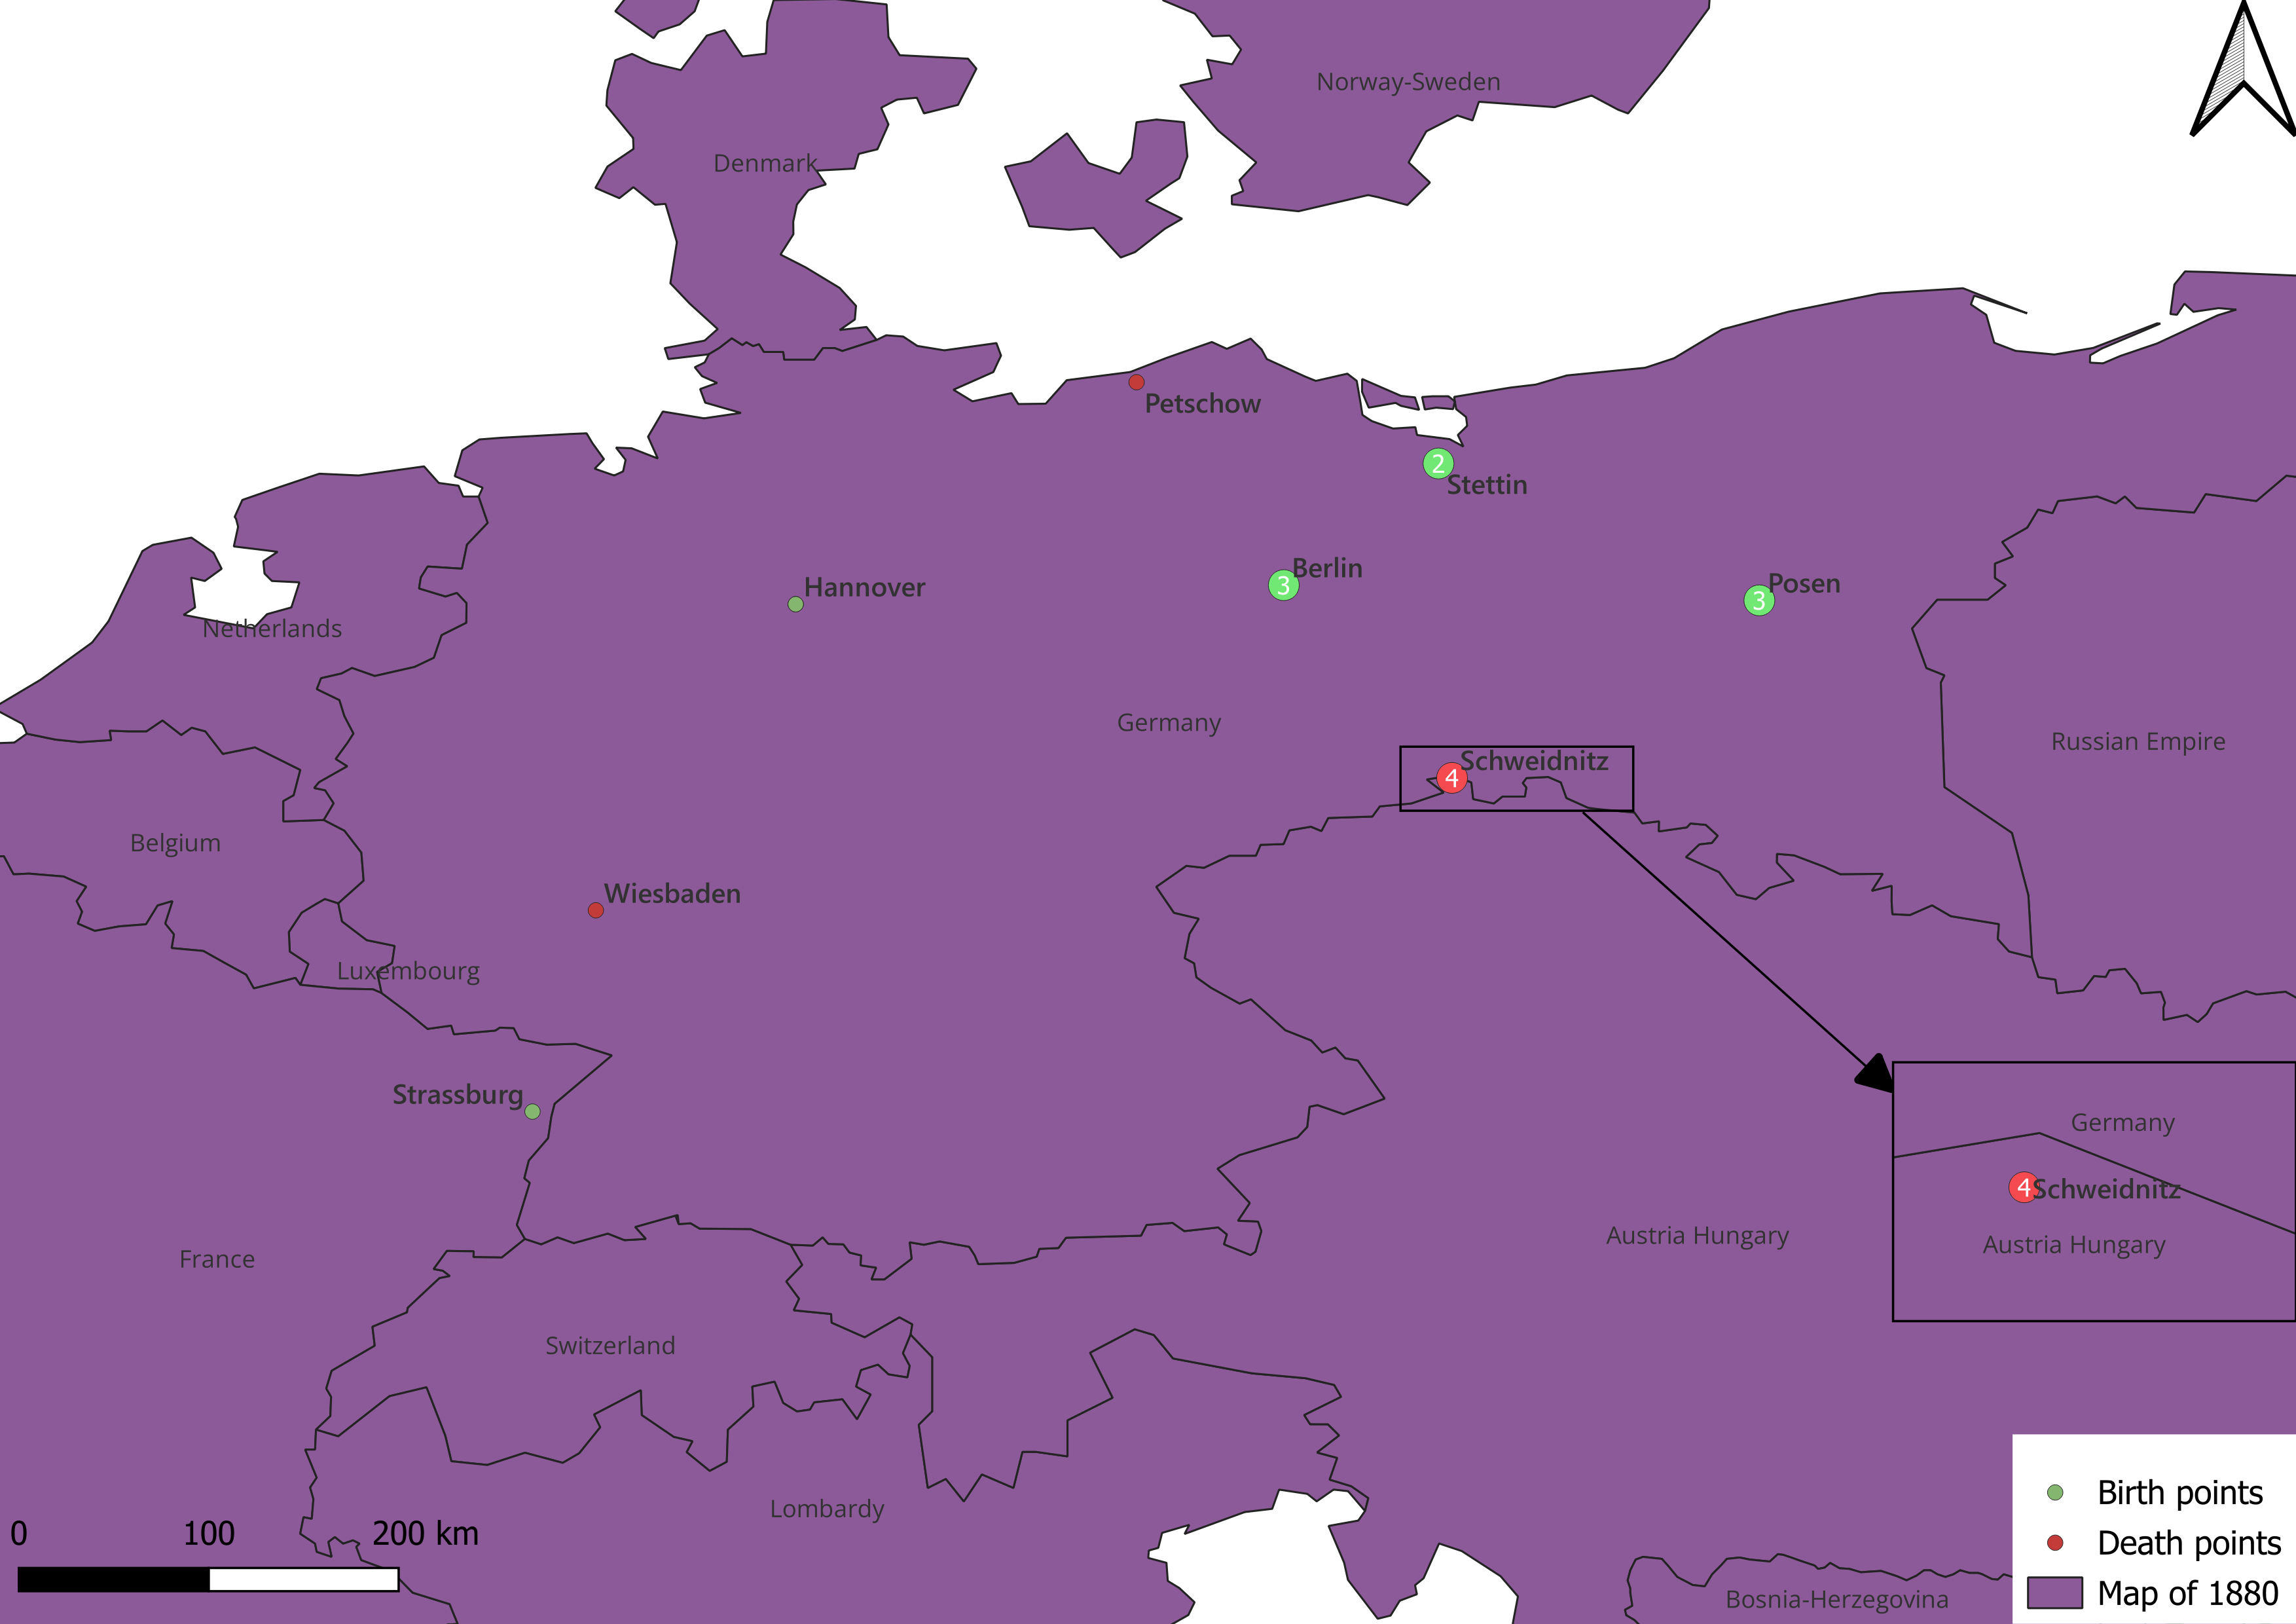 Norway-Sweden
Denmark
Petschow
2
Stettin
Berlin
3
Hannover
Posen
3
Netherlands
Germany
Russian Empire
Schweidnitz
4
Belgium
Wiesbaden
Luxembourg
Strassburg
Germany
4 Schweidnitz
Austria Hungary
Austria Hungary
France
Switzerland
Lombardy
0 100 200 km
Bosnia-Herzegovina
Birth points
Death points
Map of 1880